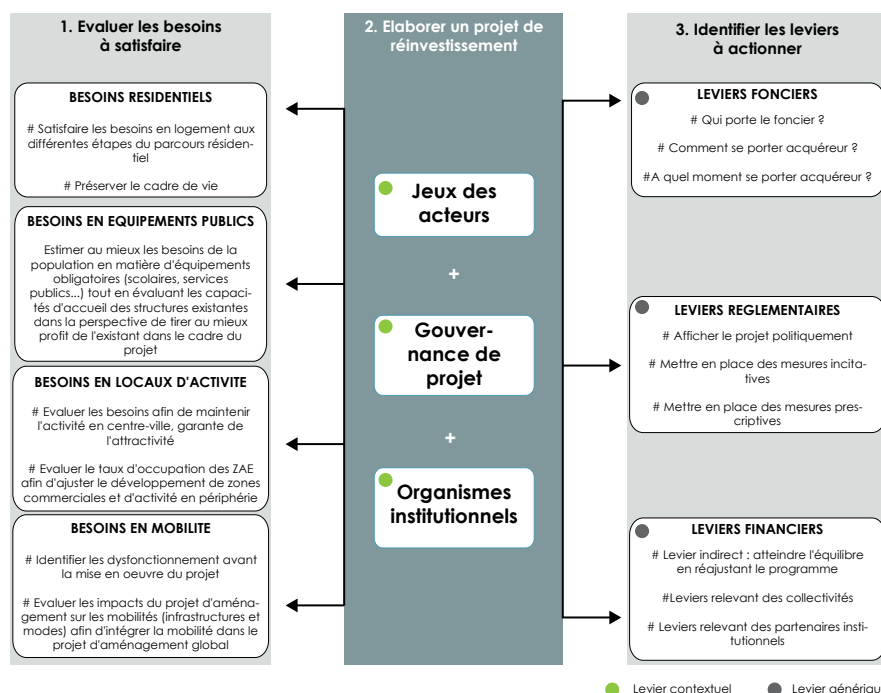 1. Evaluer les besoins
à satisfaire
BESOINS RESIDENTIELS
# Satisfaire les besoins en logement aux
différentes étapes du parcours résiden-
tiel
# Préserver le cadre de vie
BESOINS EN EQUIPEMENTS PUBLICS
Estimer au mieux les besoins de la
population en matière d'équipements
obligatoires (scolaires, services
publics...) tout en évaluant les capaci-
tés d'accueil des structures existantes
dans la perspective de tirer au mieux
profit de l'existant dans le cadre du
projet
BESOINS EN LOCAUX D'ACTIVITE
# Evaluer les besoins afin de maintenir
l'activité en centre-ville, garante de
l'attractivité
# Evaluer le taux d'occupation des ZAE
afin d'ajuster le développement de zones
commerciales et d'activité en périphérie
BESOINS EN MOBILITE
# Identifier les dysfonctionnement avant
la mise en oeuvre du projet
# Evaluer les impacts du projet d'aména-
gement sur les mobilités (infrastructures et
modes) afin d'intégrer la mobilité dans le
projet d'aménagement global
2. Elaborer un projet de
réinvestissement
Jeux des
acteurs
+
Gouver-
nance de
projet
+
Organismes
institutionnels
3. Identifier les leviers
à actionner
LEVIERS FONCIERS
# Qui porte le foncier ?
# Comment se porter acquéreur ?
#A quel moment se porter acquéreur ?
LEVIERS REGLEMENTAIRES
# Afficher le projet politiquement
# Mettre en place des mesures incita-
tives
# Mettre en place des mesures pres-
criptives
LEVIERS FINANCIERS
# Levier indirect : atteindre l'équilibre
en réajustant le programme
#Leviers relevant des collectivités
# Leviers relevant des partenaires insti-
tutionnels
Levier contextuel
Levier génériqu